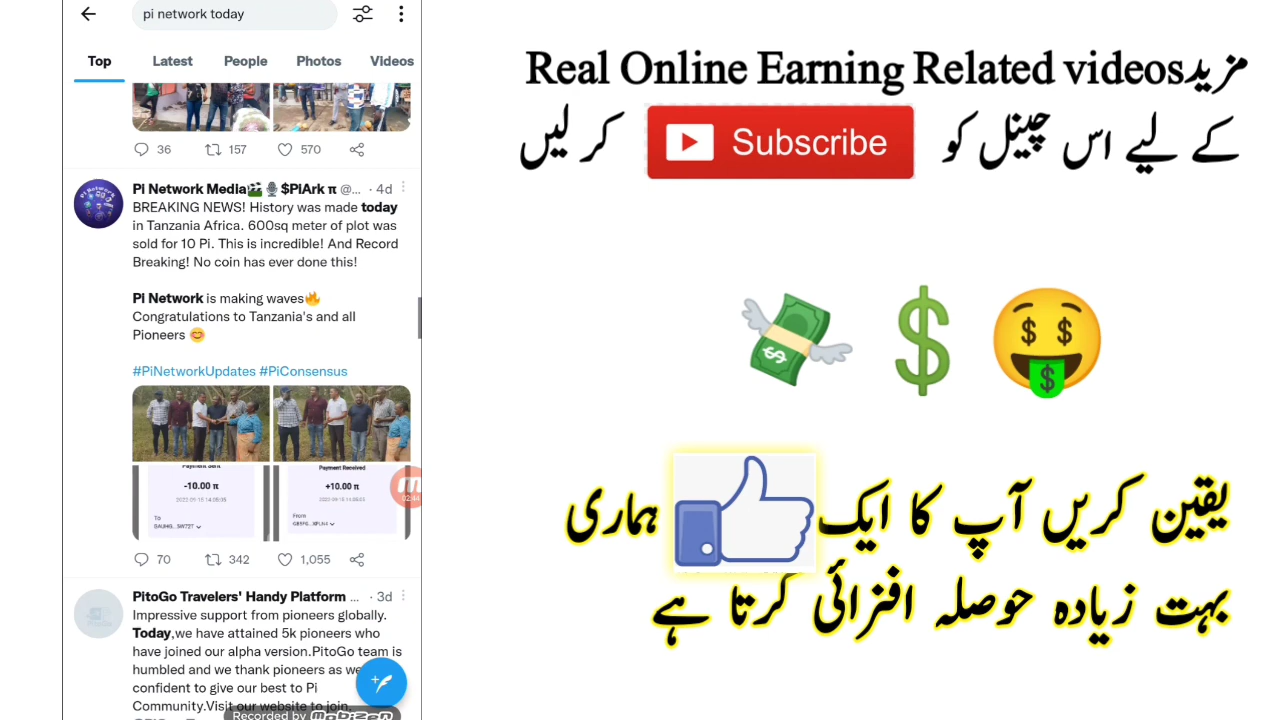 pi network today
Top Latest People Photos Videos
36 157 570
Pi Network Media🎬🎙️$PiArk π @... · 4d
BREAKING NEWS! History was made today
in Tanzania Africa. 600sq meter of plot was
sold for 10 Pi. This is incredible! And Record
Breaking! No coin has ever done this!
Pi Network is making waves🔥
Congratulations to Tanzania's and all
Pioneers 😊
#PiNetworkUpdates #PiConsensus
Payment Sent
-10.00 π
To
Payment Received
+10.00 π
From
02:44
70 342 1,055
PitoGo Travelers' Handy Platform ... · 3d
Impressive support from pioneers globally.
Today,we have attained 5k pioneers who
have joined our alpha version.PitoGo team is
humbled and we thank pioneers as we
confident to give our best to Pi
Community.Visit our website to join.
Recorded by MOBIZEN
مزید Real Online Earning Related videos
کے لیے اس چینل کو Subscribe کر لیں
یقین کریں آپ کا ایک ہماری
بہت زیادہ حوصلہ افزائی کرتا ہے